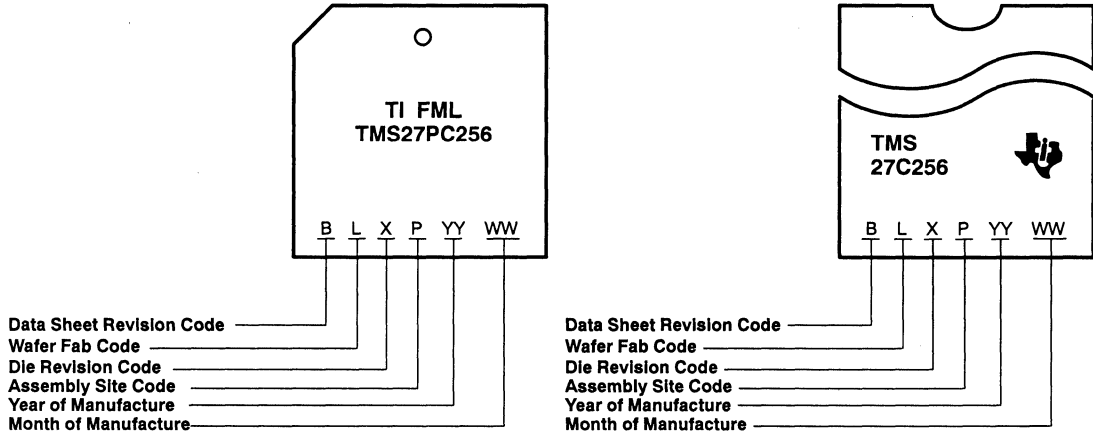 TI FML
TMS27PC256
B L X P YY WW
Data Sheet Revision Code
Wafer Fab Code
Die Revision Code
Assembly Site Code
Year of Manufacture
Month of Manufacture
TMS
27C256
B L X P YY WW
Data Sheet Revision Code
Wafer Fab Code
Die Revision Code
Assembly Site Code
Year of Manufacture
Month of Manufacture